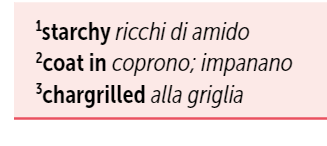 ¹starchy ricchi di amido
²coat in coprono; impanano
³chargrilled alla griglia